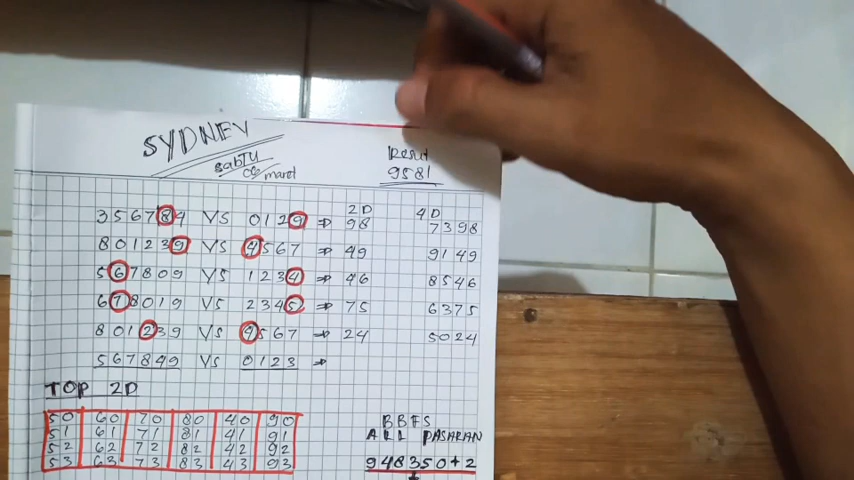 SYDNEY
SABTU
06 maret
Result
9581
2D
4D
356784 VS 0129 ⇒ 98 7398
801239 VS 4567 ⇒ 49 9149
567809 VS 1234 ⇒ 46 8546
678019 VS 2345 ⇒ 75 6375
801239 VS 4567 ⇒ 24 5024
567849 VS 0123 ⇒
TOP 2D
50 60 70 80 40 90
51 61 71 81 41 91
52 62 72 82 42 92
53 63 73 83 43 93
BBFS
ALL PASARAN
948350+2